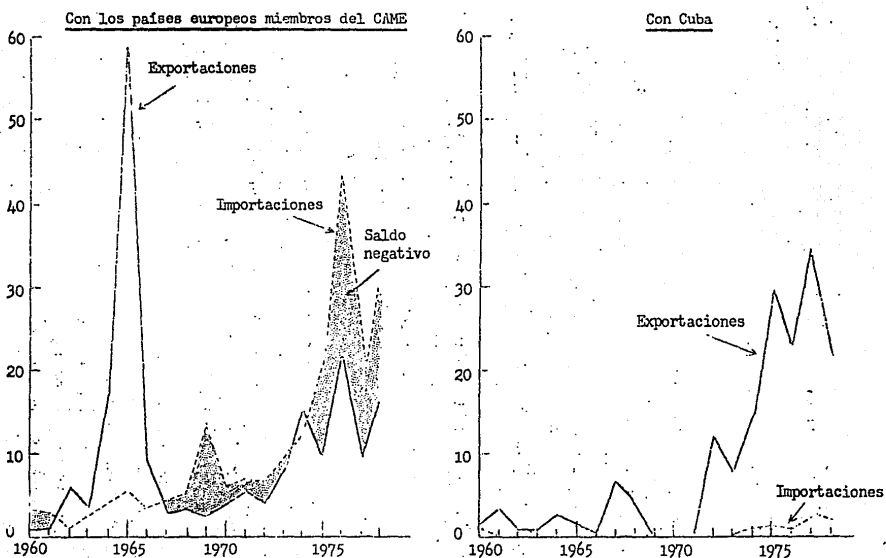 Con los países europeos miembros del CAME
60
50
40
30
20
10
0
1960
1965
1970
1975
Exportaciones
Importaciones
Saldo
negativo
Con Cuba
60
50
40
30
20
10
0
1960
1965
1970
1975
Exportaciones
Importaciones